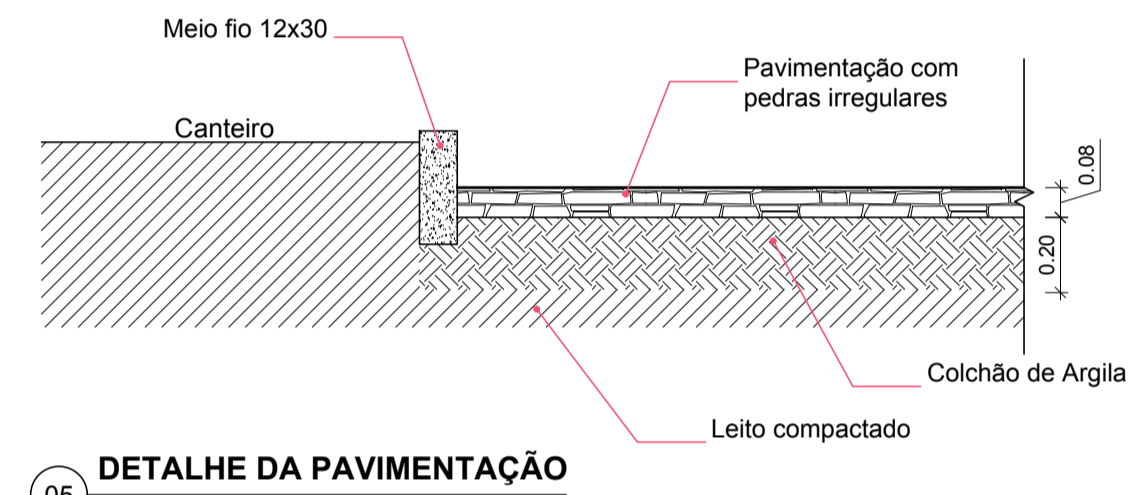 Meio fio 12x30
Pavimentação com
pedras irregulares
Canteiro
0.08
0.20
Colchão de Argila
Leito compactado
DETALHE DA PAVIMENTAÇÃO
05